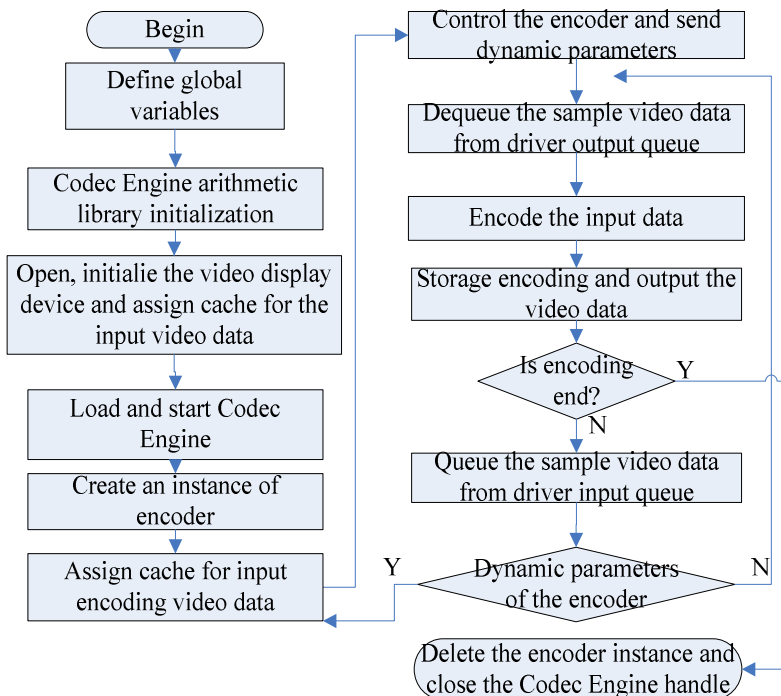 Begin
Define global
variables
Codec Engine arithmetic
library initialization
Open, initialie the video display
device and assign cache for the
input video data
Load and start Codec
Engine
Create an instance of
encoder
Assign cache for input
encoding video data
Control the encoder and send
dynamic parameters
Dequeue the sample video data
from driver output queue
Encode the input data
Storage encoding and output the
video data
Is encoding
end?
Y
N
Queue the sample video data
from driver input queue
Dynamic parameters
of the encoder
Y
N
Delete the encoder instance and
close the Codec Engine handle